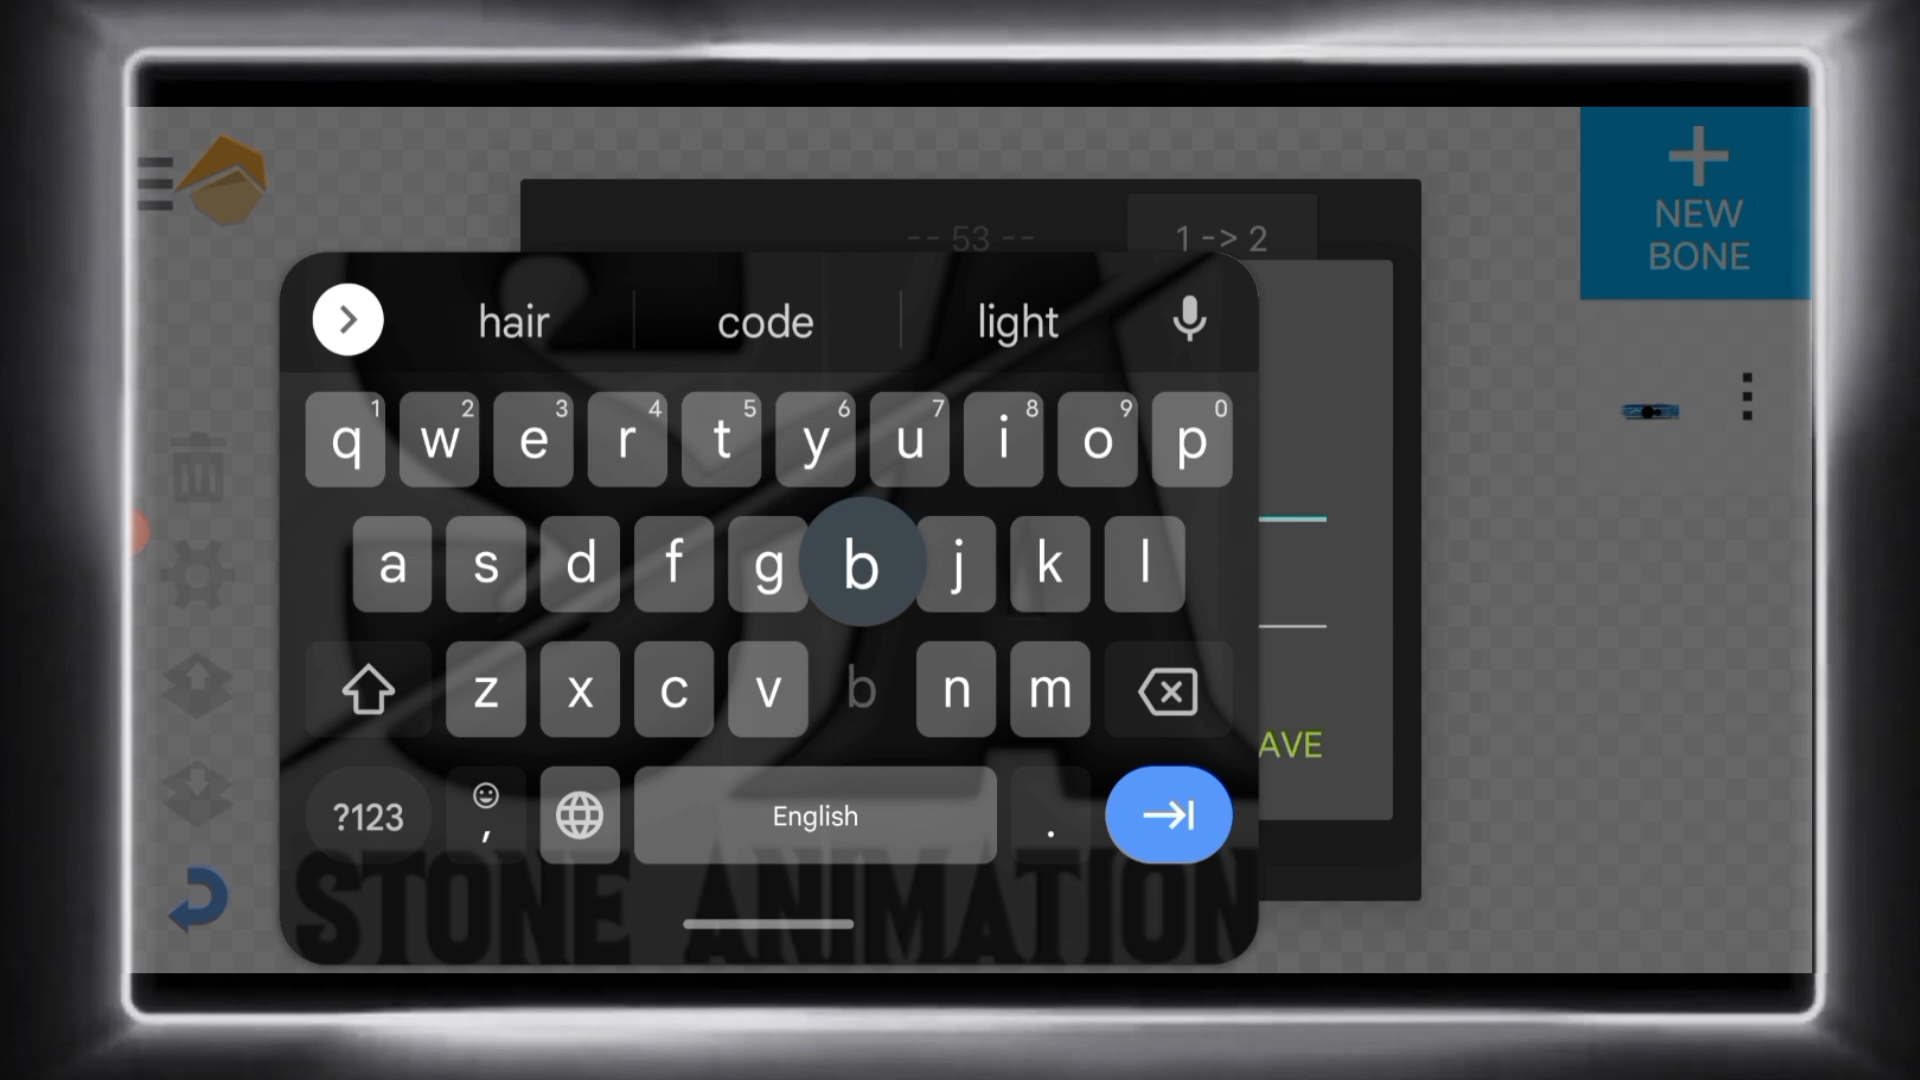 -- 53 --
1 -> 2
NEW
BONE
hair code light
1 2 3 4 5 6 7 8 9 0
q w e r t y u i o p
a s d f g b j k l
z x c v b n m
AVE
?123 , English .
STONE ANIMATION